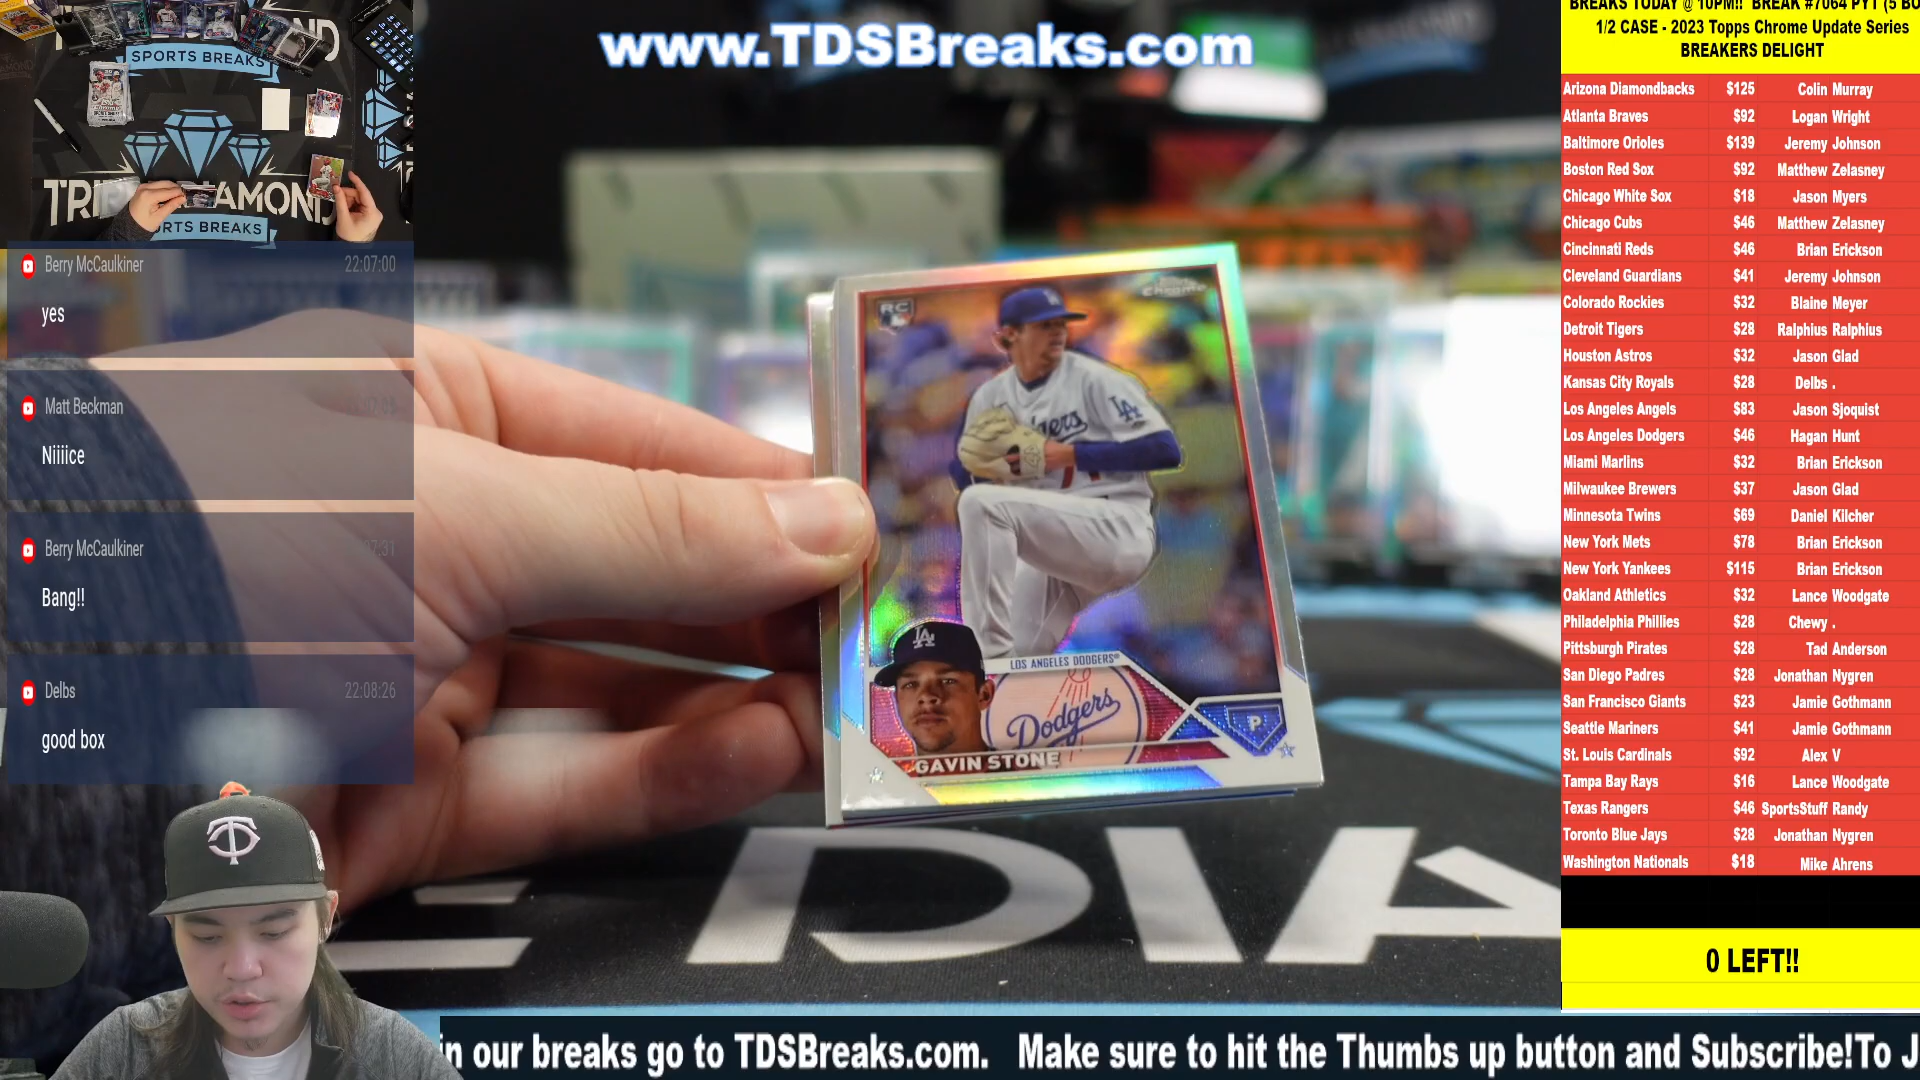 www.TDSBreaks.com
SPORTS BREAKS
AMOND
RTS BREAKS
Berry McCaulkiner 22:07:00
yes
Matt Beckman
Niiiice
Berry McCaulkiner
Bang!!
Delbs 22:08:26
good box
TC
RC
Chrome
LA
LOS ANGELES DODGERS
Dodgers
P
GAVIN STONE
DIA
BREAKS TODAY @ 10PM!! BREAK #7064 PYT (5 BO
1/2 CASE - 2023 Topps Chrome Update Series
BREAKERS DELIGHT
Arizona Diamondbacks $125 Colin Murray
Atlanta Braves $92 Logan Wright
Baltimore Orioles $139 Jeremy Johnson
Boston Red Sox $92 Matthew Zelasney
Chicago White Sox $18 Jason Myers
Chicago Cubs $46 Matthew Zelasney
Cincinnati Reds $46 Brian Erickson
Cleveland Guardians $41 Jeremy Johnson
Colorado Rockies $32 Blaine Meyer
Detroit Tigers $28 Ralphius Ralphius
Houston Astros $32 Jason Glad
Kansas City Royals $28 Delbs .
Los Angeles Angels $83 Jason Sjoquist
Los Angeles Dodgers $46 Hagan Hunt
Miami Marlins $32 Brian Erickson
Milwaukee Brewers $37 Jason Glad
Minnesota Twins $69 Daniel Kilcher
New York Mets $78 Brian Erickson
New York Yankees $115 Brian Erickson
Oakland Athletics $32 Lance Woodgate
Philadelphia Phillies $28 Chewy .
Pittsburgh Pirates $28 Tad Anderson
San Diego Padres $28 Jonathan Nygren
San Francisco Giants $23 Jamie Gothmann
Seattle Mariners $41 Jamie Gothmann
St. Louis Cardinals $92 Alex V
Tampa Bay Rays $16 Lance Woodgate
Texas Rangers $46 SportsStuff Randy
Toronto Blue Jays $28 Jonathan Nygren
Washington Nationals $18 Mike Ahrens
0 LEFT!!
n our breaks go to TDSBreaks.com. Make sure to hit the Thumbs up button and Subscribe!To J